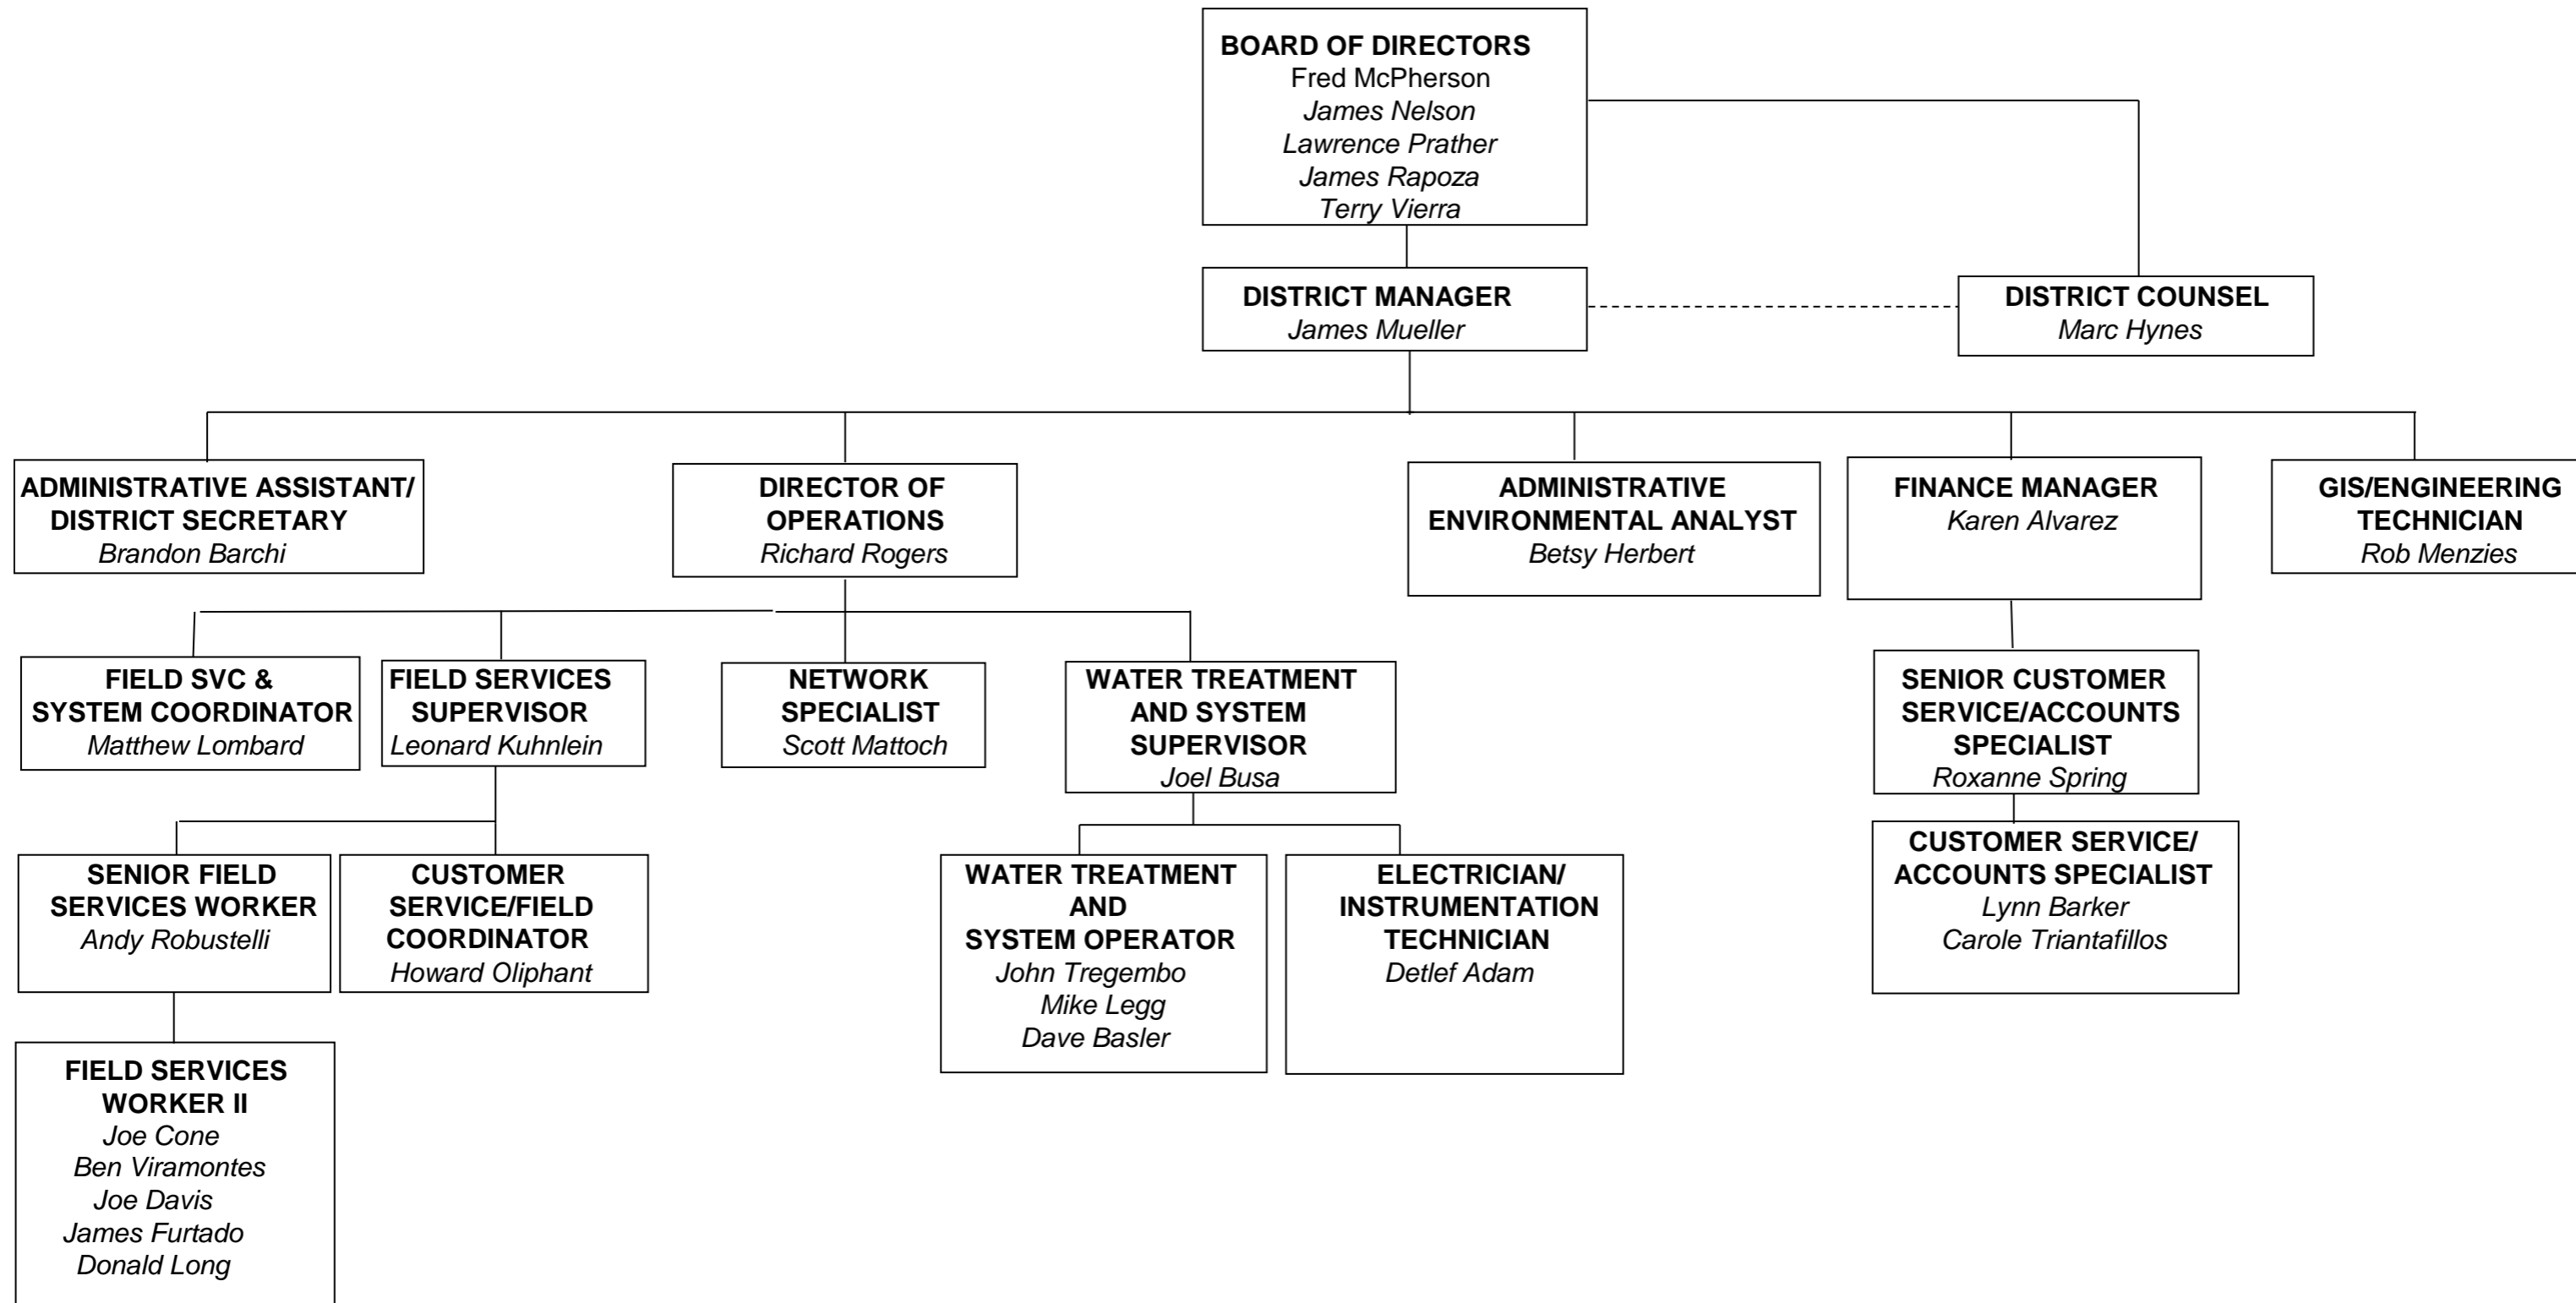 BOARD OF DIRECTORS
Fred McPherson
James Nelson
Lawrence Prather
James Rapoza
Terry Vierra
DISTRICT MANAGER
James Mueller
DISTRICT COUNSEL
Marc Hynes
ADMINISTRATIVE ASSISTANT/
DISTRICT SECRETARY
Brandon Barchi
DIRECTOR OF
OPERATIONS
Richard Rogers
ADMINISTRATIVE
ENVIRONMENTAL ANALYST
Betsy Herbert
FINANCE MANAGER
Karen Alvarez
GIS/ENGINEERING
TECHNICIAN
Rob Menzies
FIELD SVC &
SYSTEM COORDINATOR
Matthew Lombard
FIELD SERVICES
SUPERVISOR
Leonard Kuhnlein
NETWORK
SPECIALIST
Scott Mattoch
WATER TREATMENT
AND SYSTEM
SUPERVISOR
Joel Busa
SENIOR CUSTOMER
SERVICE/ACCOUNTS
SPECIALIST
Roxanne Spring
SENIOR FIELD
SERVICES WORKER
Andy Robustelli
CUSTOMER
SERVICE/FIELD
COORDINATOR
Howard Oliphant
WATER TREATMENT
AND
SYSTEM OPERATOR
John Tregembo
Mike Legg
Dave Basler
ELECTRICIAN/
INSTRUMENTATION
TECHNICIAN
Detlef Adam
CUSTOMER SERVICE/
ACCOUNTS SPECIALIST
Lynn Barker
Carole Triantafillos
FIELD SERVICES
WORKER II
Joe Cone
Ben Viramontes
Joe Davis
James Furtado
Donald Long